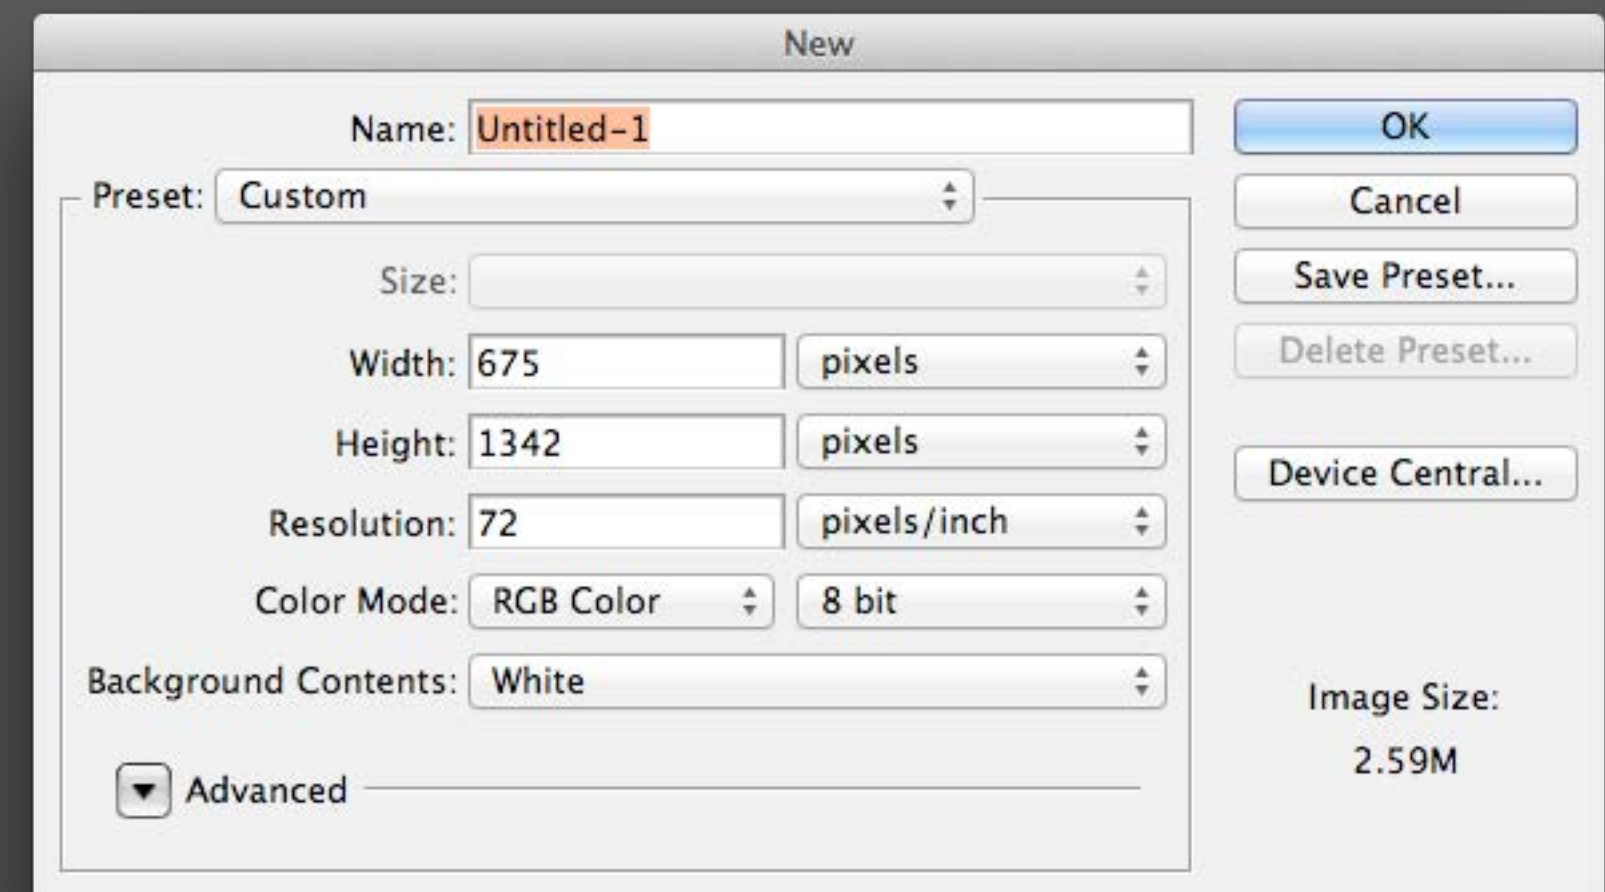 New
Name: Untitled-1
OK
Preset: Custom
Cancel
Size:
Save Preset...
Width: 675 pixels
Delete Preset...
Height: 1342 pixels
Device Central...
Resolution: 72 pixels/inch
Color Mode: RGB Color 8 bit
Background Contents: White
Image Size:
2.59M
Advanced